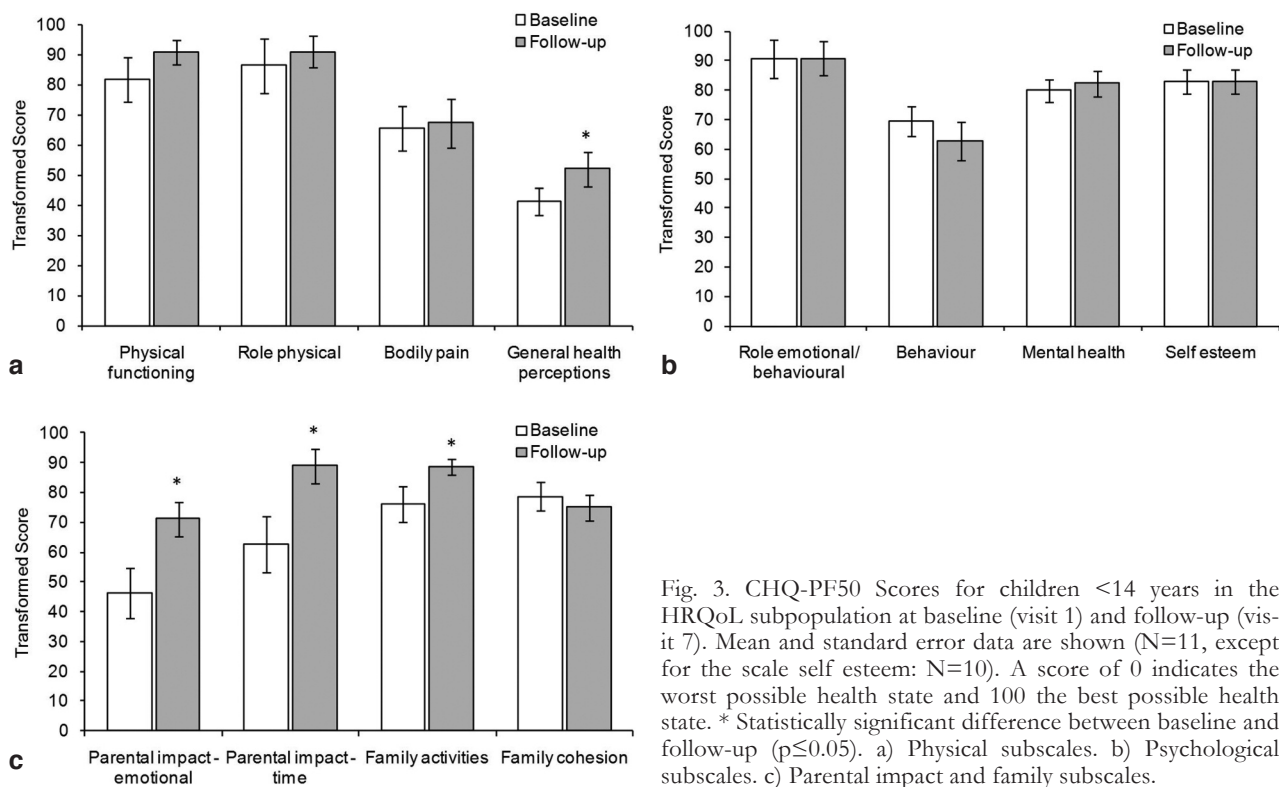 Baseline
Follow-up
Transformed Score
100
90
80
70
60
50
40
30
20
10
0
*
Physical functioning
Role physical
Bodily pain
General health perceptions
a
Baseline
Follow-up
Transformed Score
100
90
80
70
60
50
40
30
20
10
0
Role emotional/ behavioural
Behaviour
Mental health
Self esteem
b
Baseline
Follow-up
Transformed Score
100
90
80
70
60
50
40
30
20
10
0
*
*
*
Parental impact- emotional
Parental impact- time
Family activities
Family cohesion
c
Fig. 3. CHQ-PF50 Scores for children <14 years in the
HRQoL subpopulation at baseline (visit 1) and follow-up (vis-
it 7). Mean and standard error data are shown (N=11, except
for the scale self esteem: N=10). A score of 0 indicates the
worst possible health state and 100 the best possible health
state. * Statistically significant difference between baseline and
follow-up (p≤0.05). a) Physical subscales. b) Psychological
subscales. c) Parental impact and family subscales.